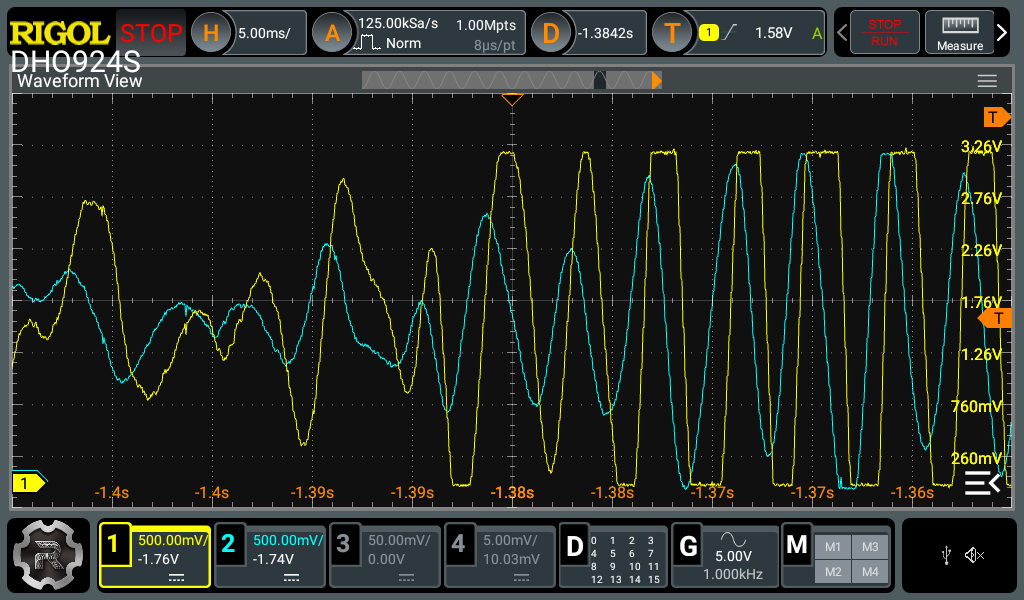 RIGOL STOP H 5.00ms/ A 125.00kSa/s 1.00Mpts D -1.3842s T 1 1.58V A STOP
Norm 8µs/pt RUN Measure
DHO924S
Waveform View
T
3.26V
2.76V
2.26V
1.76V
T
1.26V
760mV
260mV
1
-1.4s -1.4s -1.39s -1.39s -1.38s -1.38s -1.37s -1.37s -1.36s
R
1 500.00mV/ 2 500.00mV/ 3 50.00mV/ 4 5.00mV/ D 0 1 2 3 G 5.00V M M1 M3
-1.76V -1.74V 0.00V 10.03mV 4 5 6 7 1.000kHz M2 M4
8 9 10 11
12 13 14 15